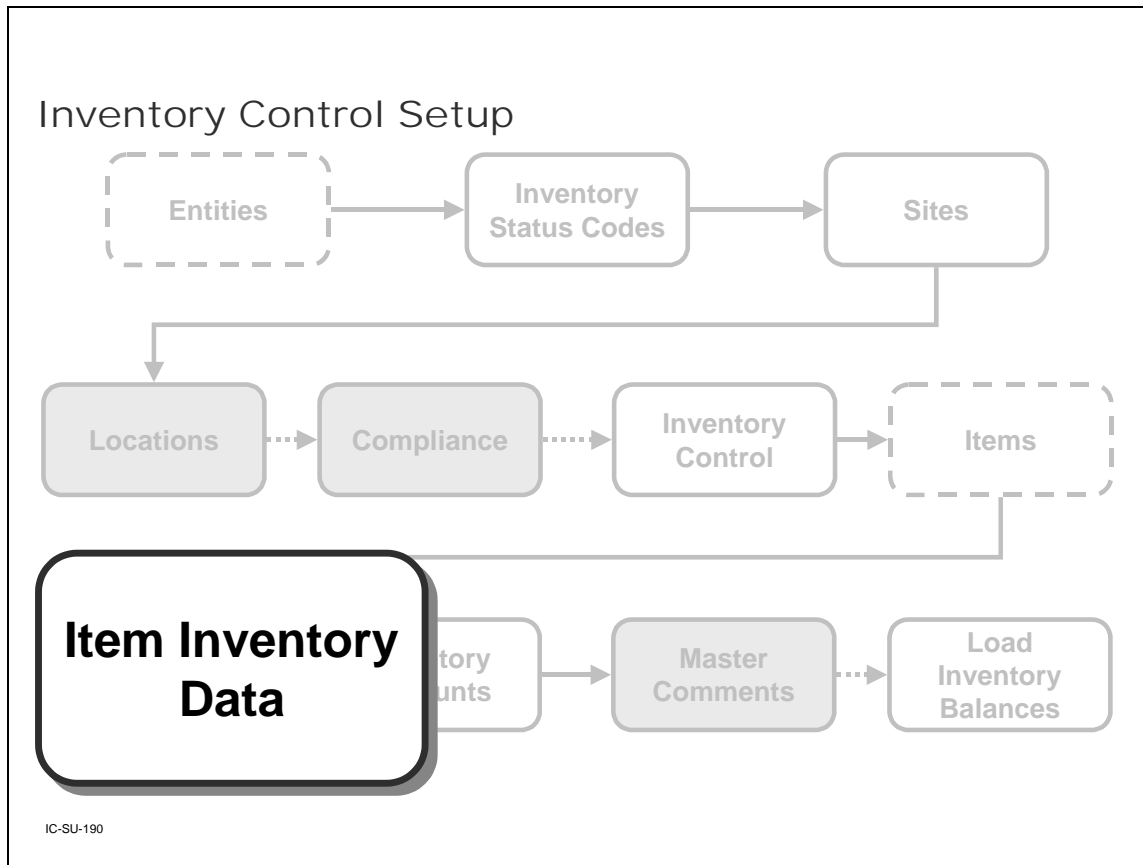 Inventory Control Setup
Entities
Inventory
Status Codes
Sites
Locations
Compliance
Inventory
Control
Items
Item Inventory
Data
Master
Comments
Load
Inventory
Balances
IC-SU-190